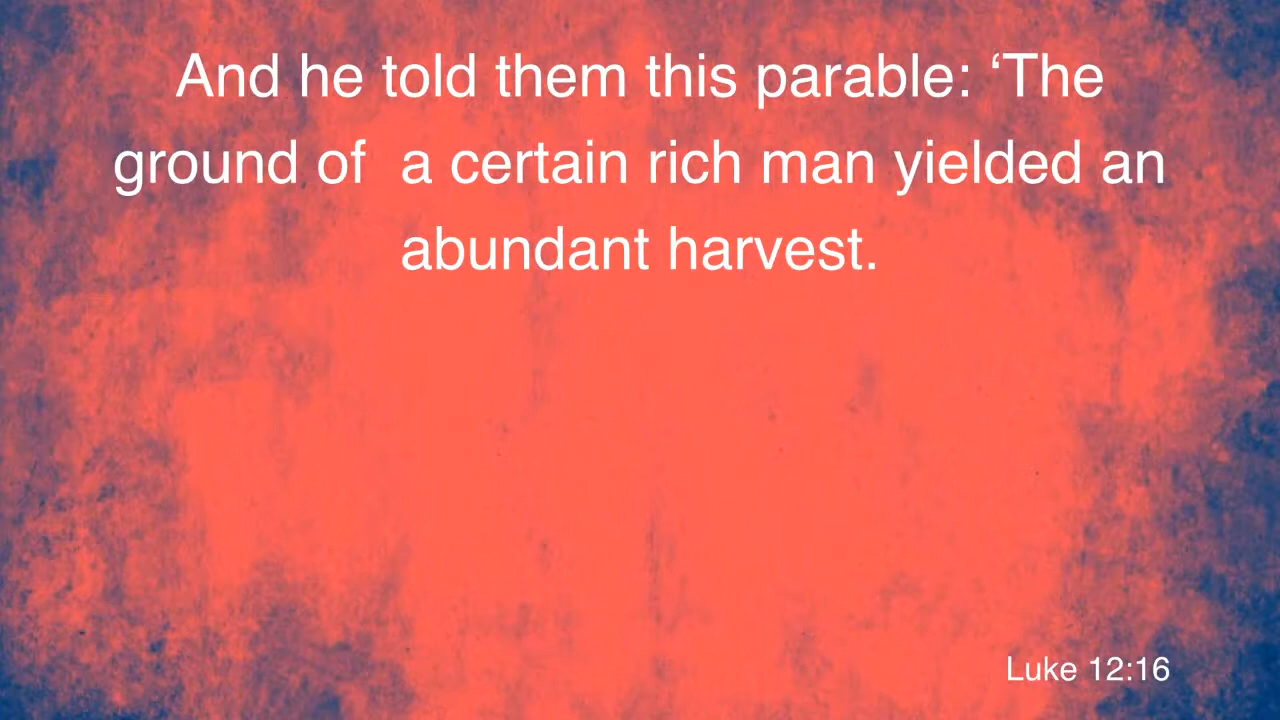 And he told them this parable: ‘The
ground of  a certain rich man yielded an
abundant harvest.
Luke 12:16